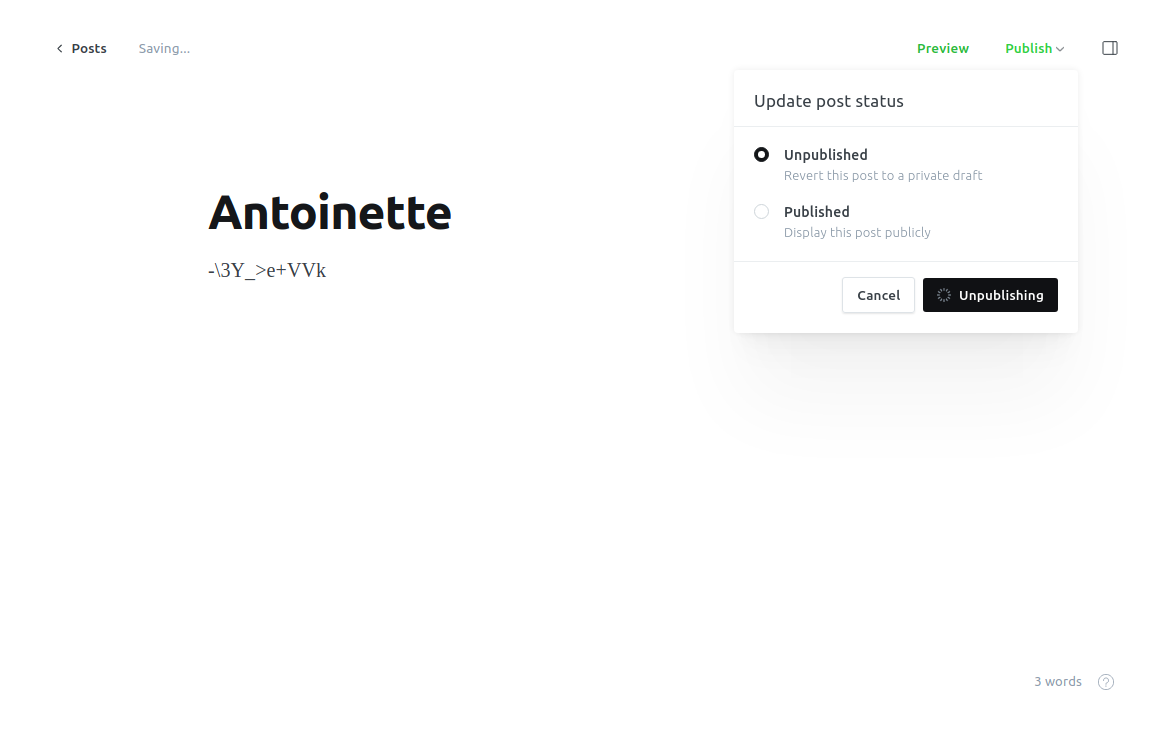 Posts
Saving...
Preview
Publish
Update post status
Unpublished
Revert this post to a private draft
Published
Display this post publicly
Cancel
Unpublishing
Antoinette
-\3Y_>e+VVk
3 words
?